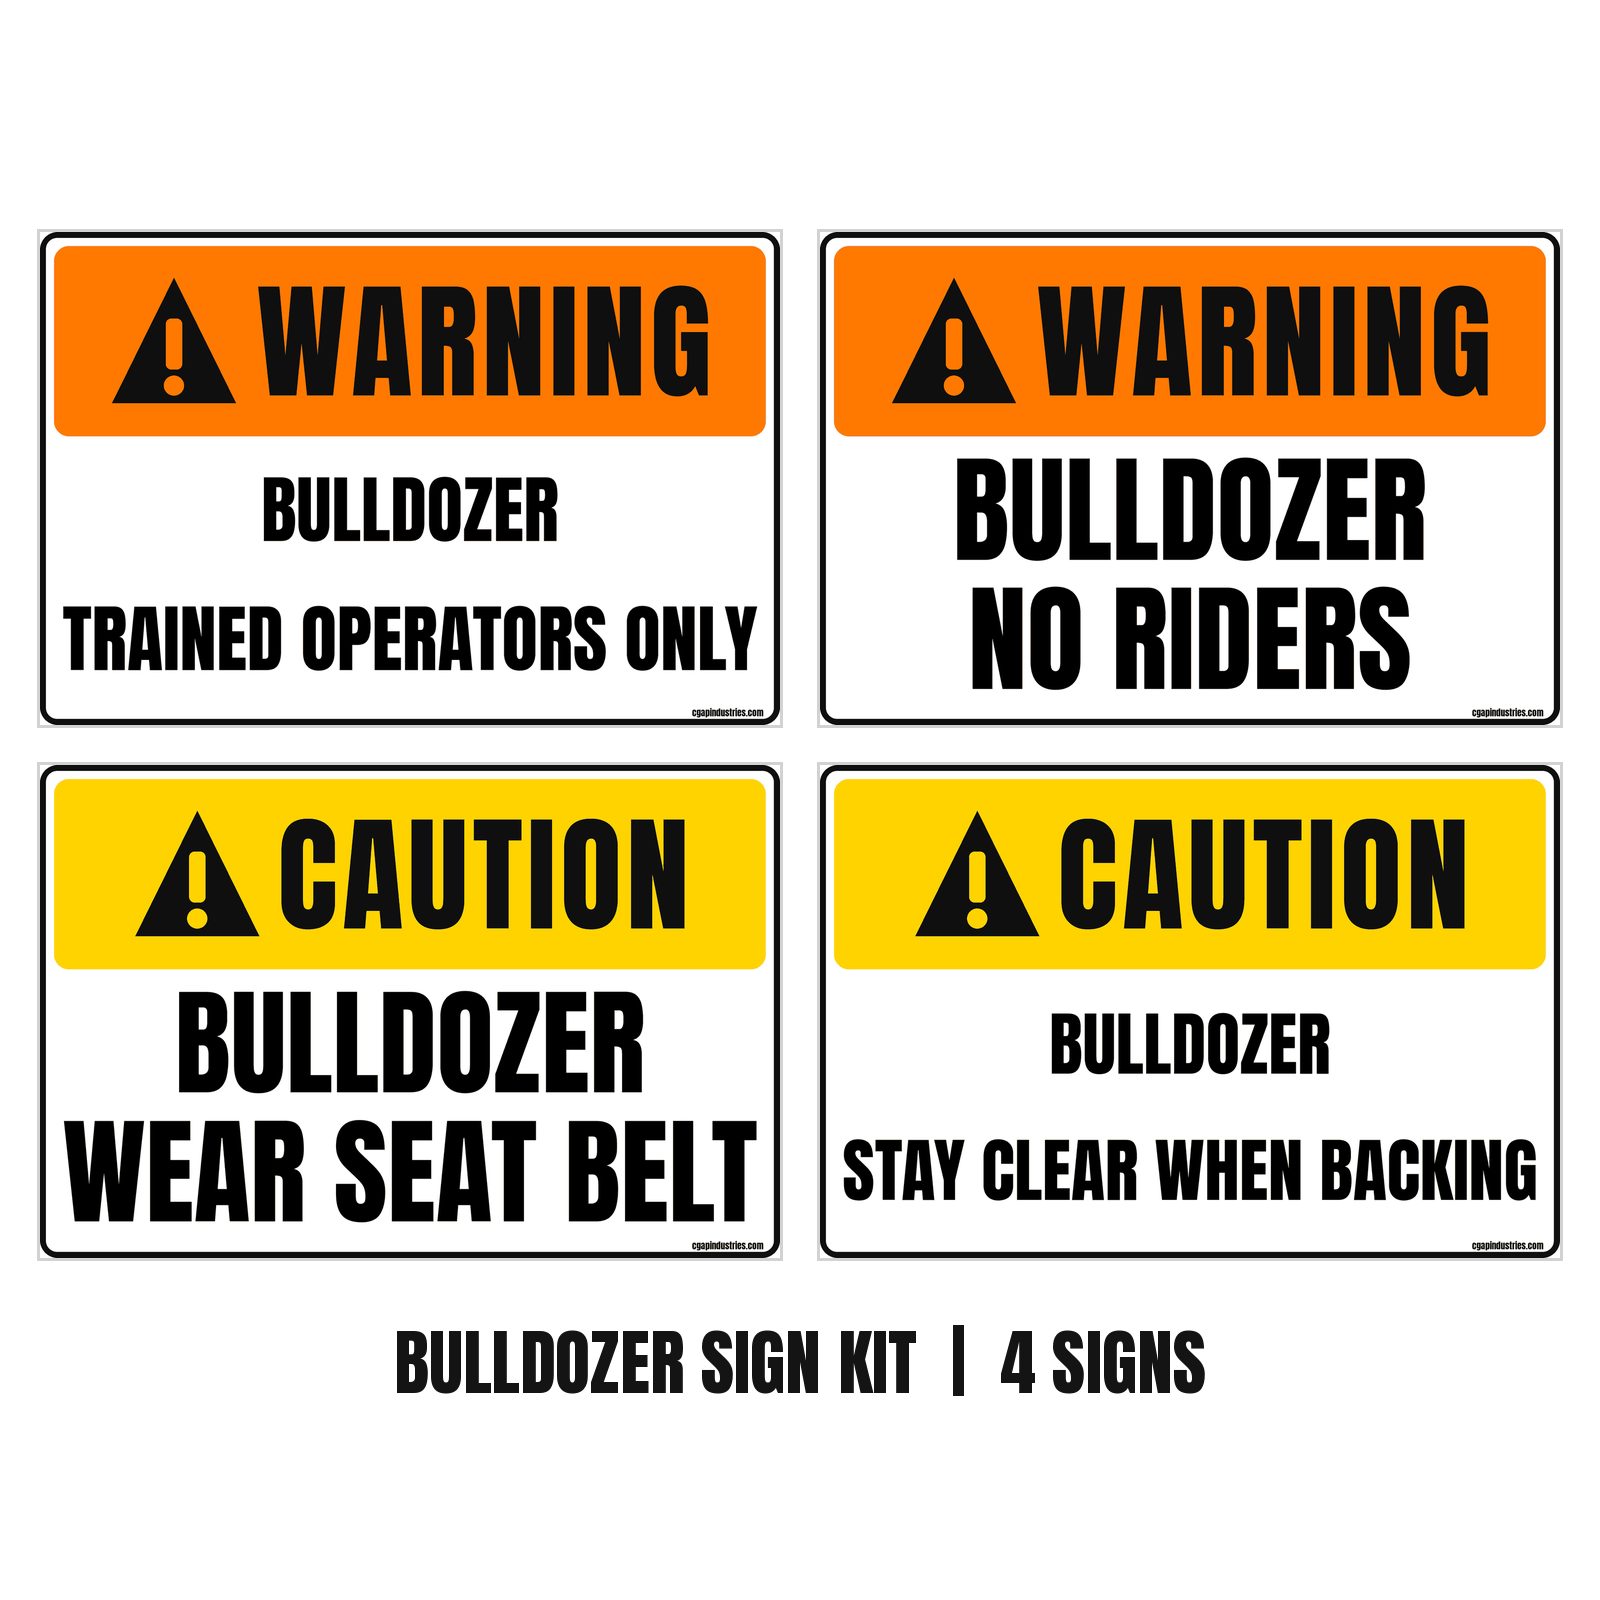 WARNING
BULLDOZER
TRAINED OPERATORS ONLY
cgapindustries.com
WARNING
BULLDOZER
NO RIDERS
cgapindustries.com
CAUTION
BULLDOZER
WEAR SEAT BELT
cgapindustries.com
CAUTION
BULLDOZER
STAY CLEAR WHEN BACKING
cgapindustries.com
BULLDOZER SIGN KIT | 4 SIGNS